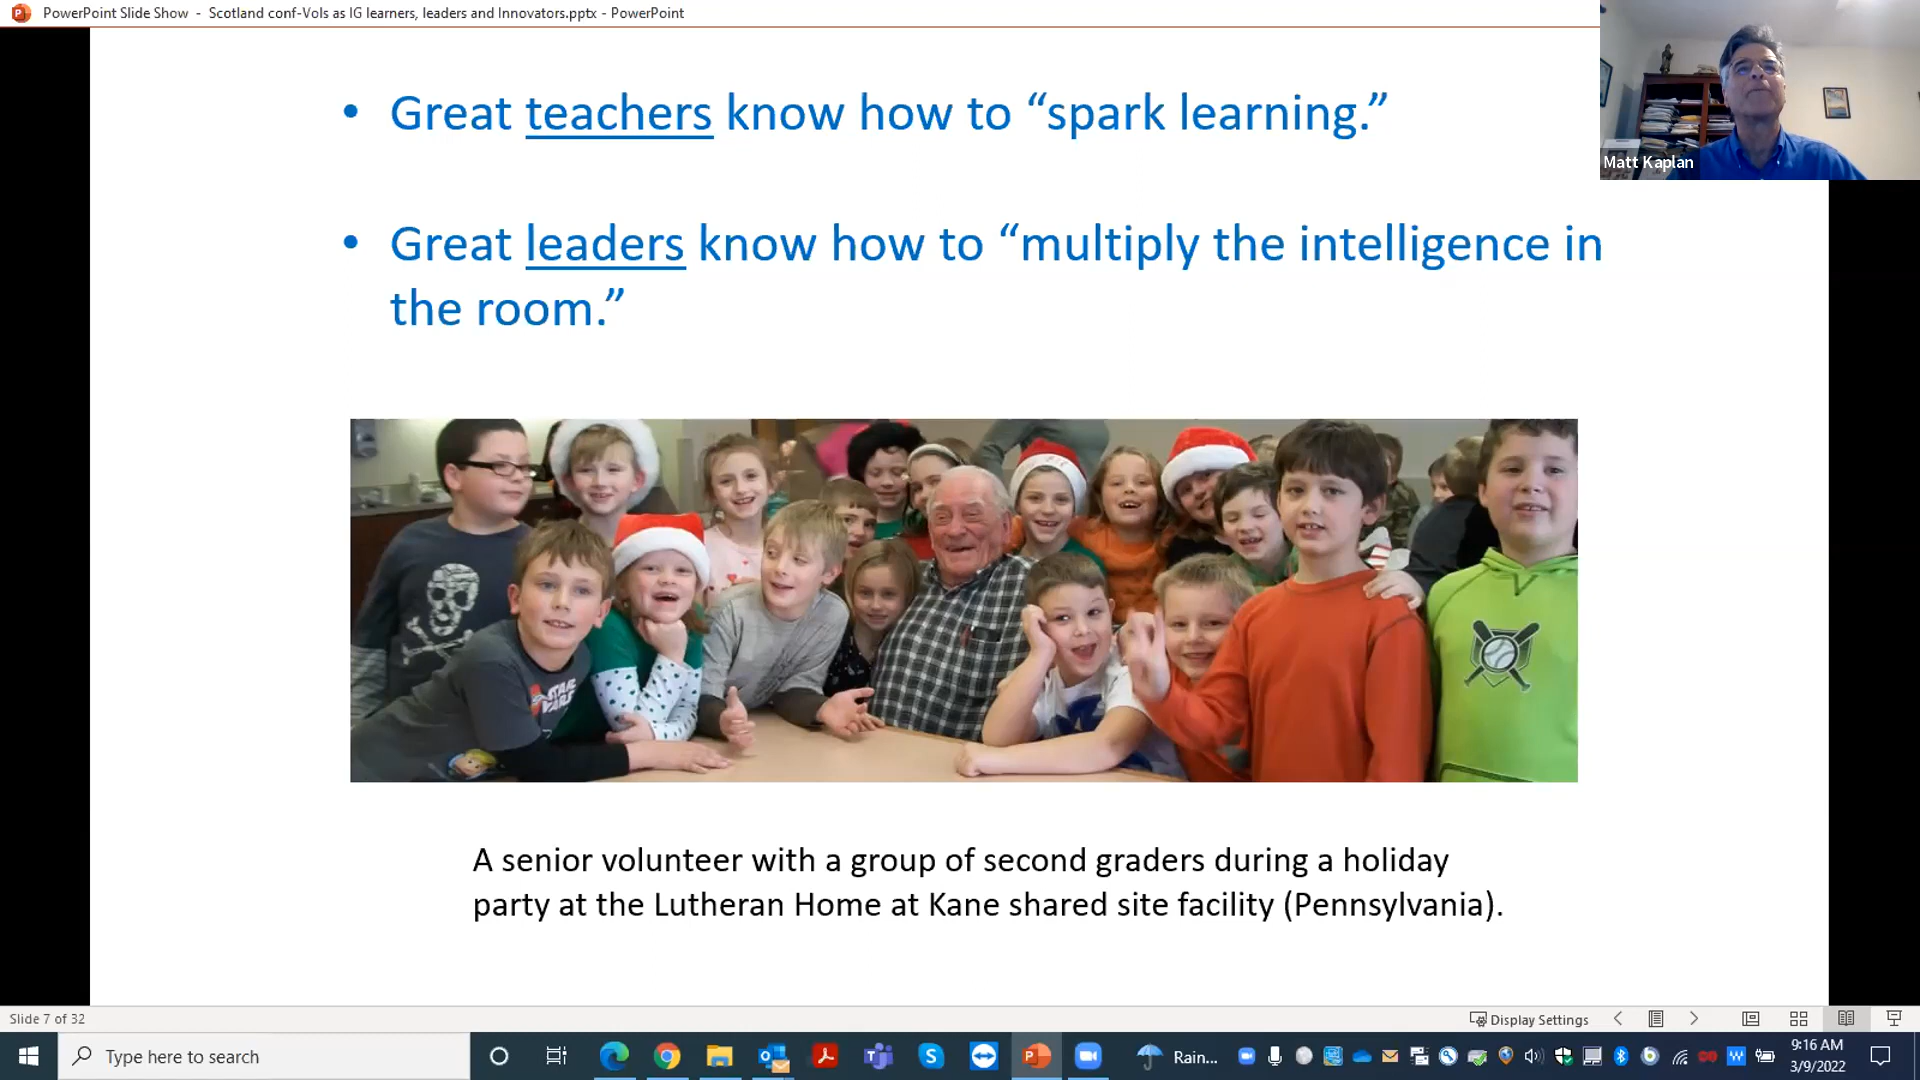 PowerPoint Slide Show - Scotland conf-Vols as IG learners, leaders and Innovators.pptx - PowerPoint
• Great teachers know how to “spark learning.”
Matt Kaplan
• Great leaders know how to “multiply the intelligence in
the room.”
STAR
WARS
A senior volunteer with a group of second graders during a holiday
party at the Lutheran Home at Kane shared site facility (Pennsylvania).
Slide 7 of 32
Display Settings
Type here to search
Rain...
9:16 AM
3/9/2022